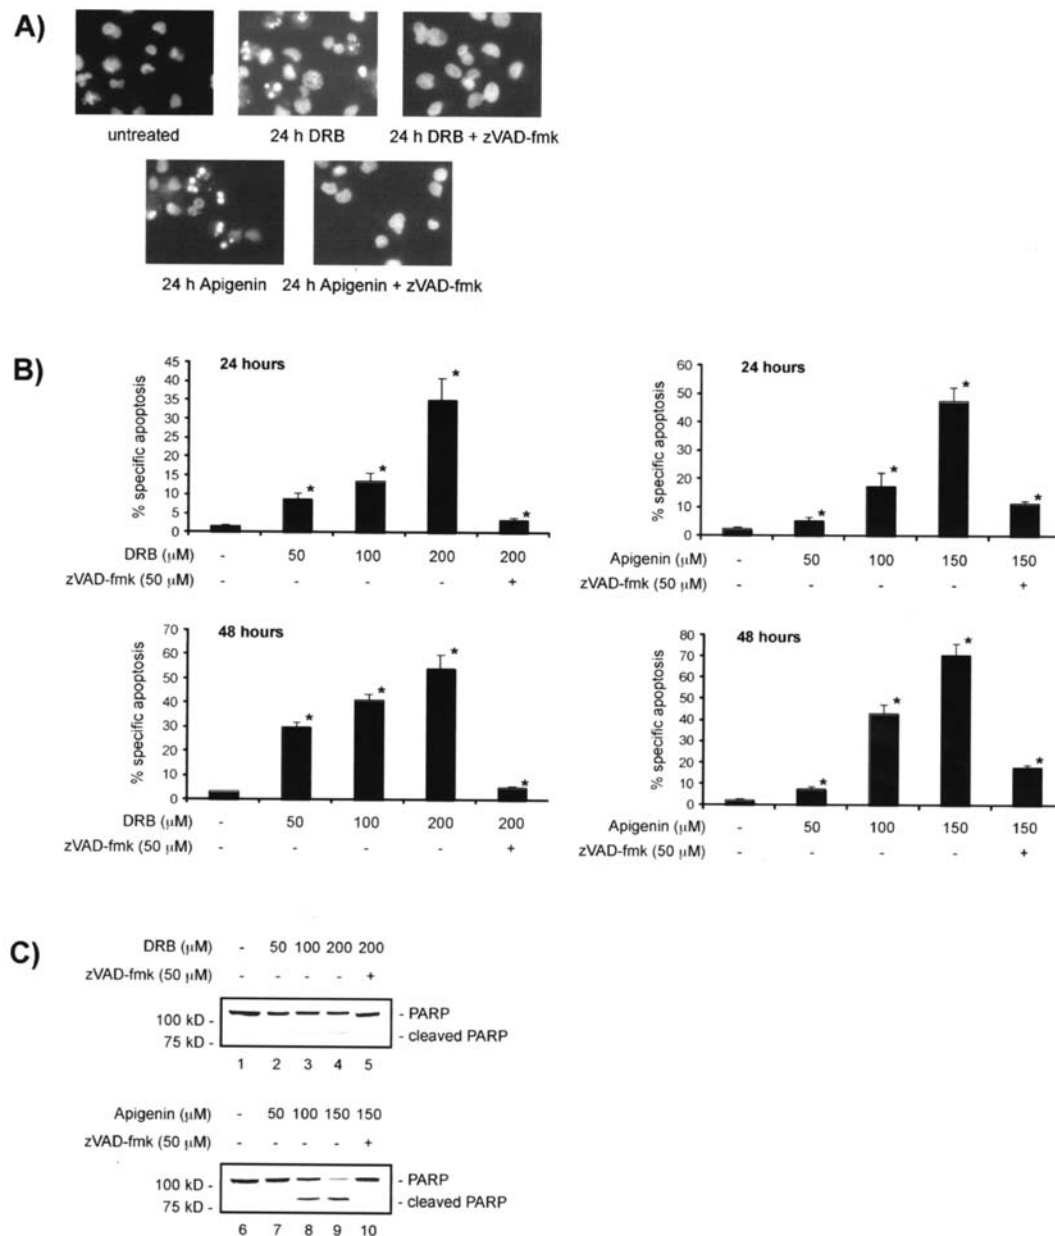 A)
untreated 24 h DRB 24 h DRB + zVAD-fmk
24 h Apigenin 24 h Apigenin + zVAD-fmk
B)
24 hours
% specific apoptosis
45
40
35
30
25
20
15
10
5
0
* * * *
DRB (μM) - 50 100 200 200
zVAD-fmk (50 μM) - - - - +
24 hours
% specific apoptosis
60
50
40
30
20
10
0
* * * *
Apigenin (μM) - 50 100 150 150
zVAD-fmk (50 μM) - - - - +
48 hours
% specific apoptosis
70
60
50
40
30
20
10
0
* * * *
DRB (μM) - 50 100 200 200
zVAD-fmk (50 μM) - - - - +
48 hours
% specific apoptosis
80
70
60
50
40
30
20
10
0
* * * *
Apigenin (μM) - 50 100 150 150
zVAD-fmk (50 μM) - - - - +
C)
DRB (μM) - 50 100 200 200
zVAD-fmk (50 μM) - - - - +
100 kD - - PARP
75 kD - - cleaved PARP
1 2 3 4 5
Apigenin (μM) - 50 100 150 150
zVAD-fmk (50 μM) - - - - +
100 kD - - PARP
75 kD - - cleaved PARP
6 7 8 9 10